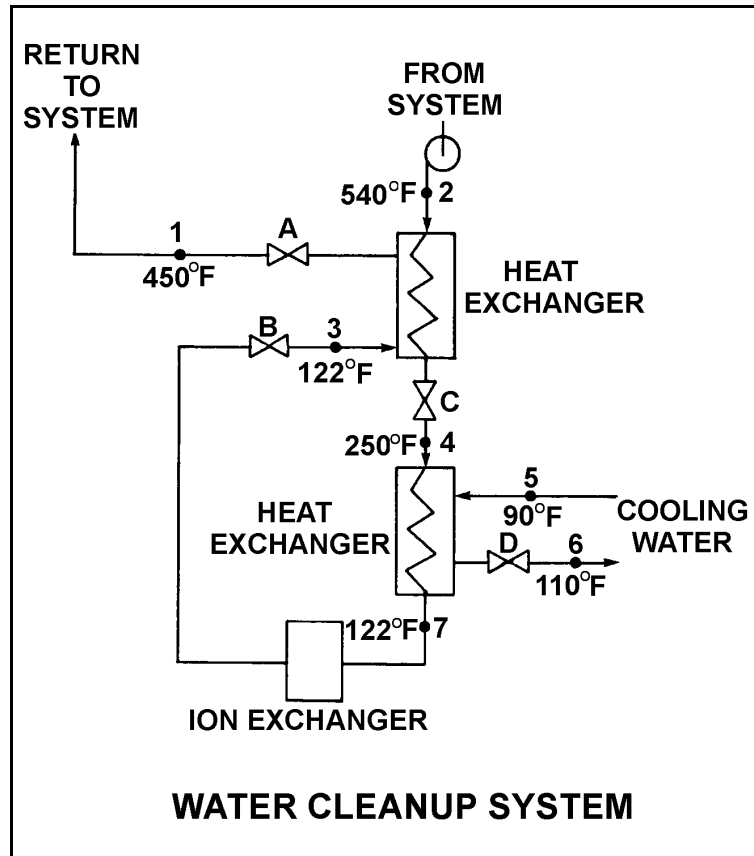 RETURN
TO
SYSTEM
FROM
SYSTEM
540°F 2
1
A
450°F
HEAT
EXCHANGER
B
3
122°F
C
250°F 4
HEAT
EXCHANGER
5
90°F
COOLING
WATER
D
6
110°F
122°F 7
ION EXCHANGER
WATER CLEANUP SYSTEM